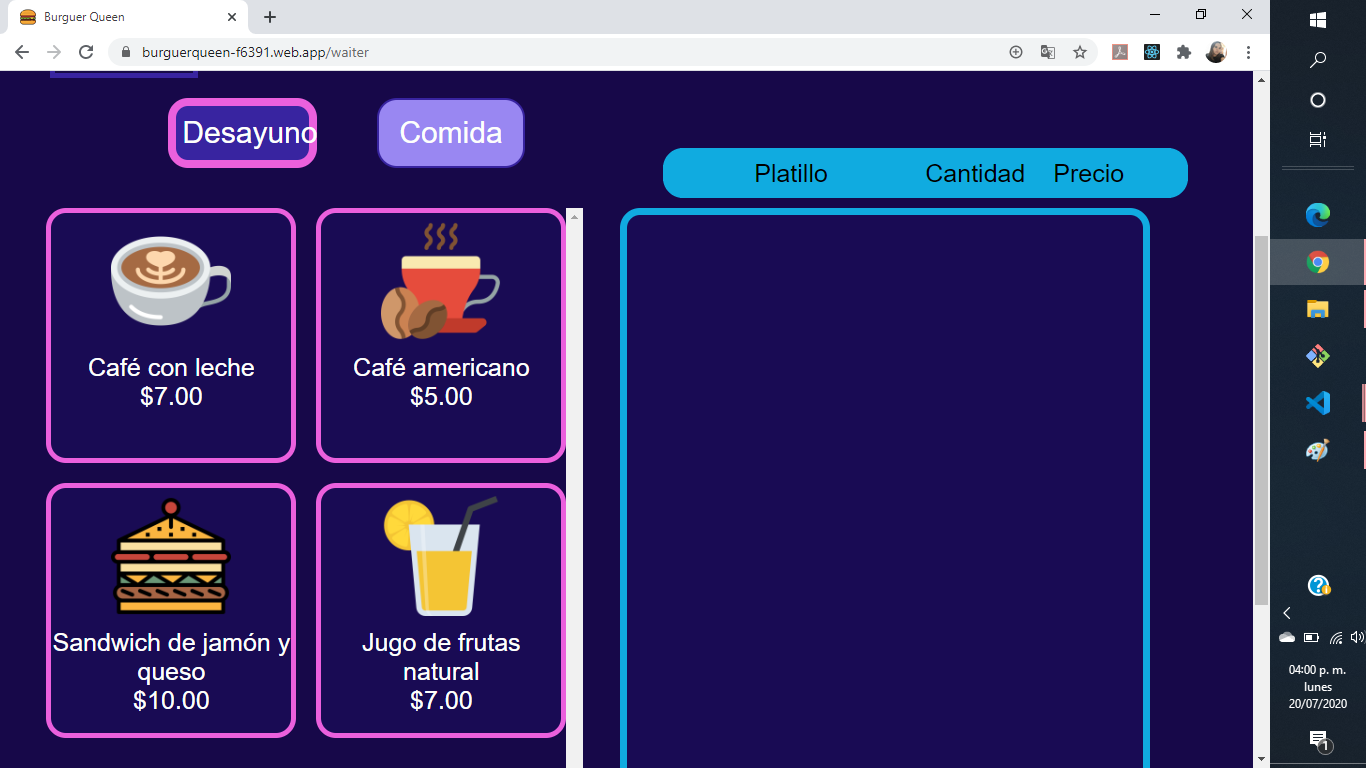 Burguer Queen
burguerqueen-f6391.web.app/waiter
Desayuno
Comida
Platillo Cantidad Precio
Café con leche
$7.00
Café americano
$5.00
Sandwich de jamón y
queso
$10.00
Jugo de frutas
natural
$7.00
04:00 p. m.
lunes
20/07/2020
1